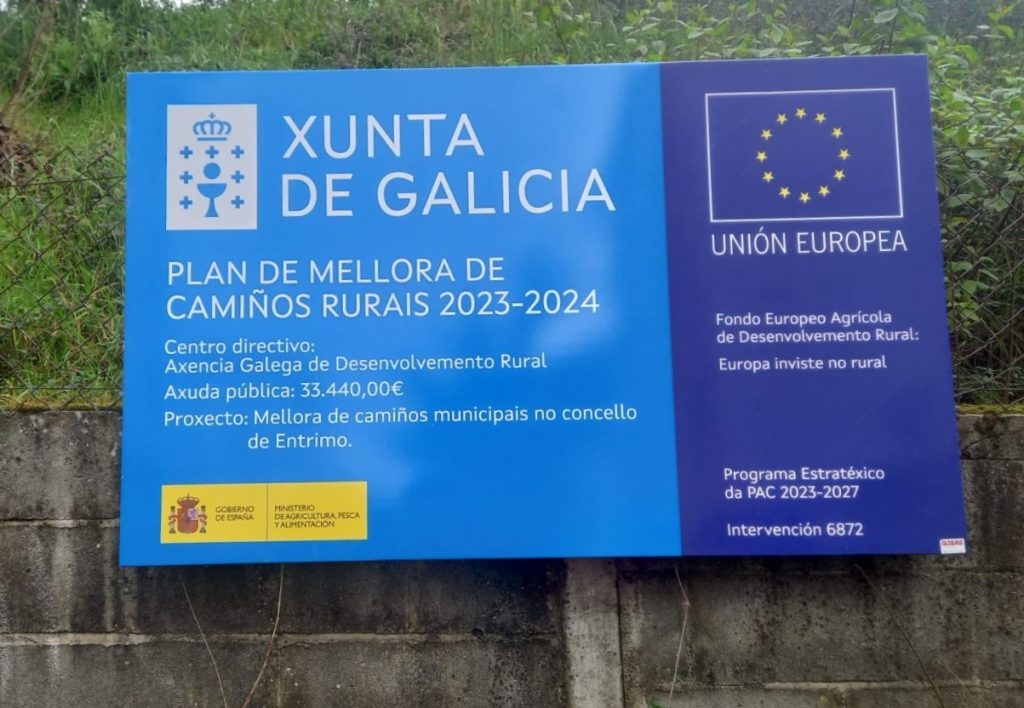 XUNTA
DE GALICIA
PLAN DE MELLORA DE
CAMIÑOS RURAIS 2023-2024
Centro directivo:
Axencia Galega de Desenvolvemento Rural
Axuda pública: 33.440,00€
Proxecto: Mellora de camiños municipais no concello
de Entrimo.
GOBIERNO
DE ESPAÑA
MINISTERIO
DE AGRICULTURA, PESCA
Y ALIMENTACIÓN
UNIÓN EUROPEA
Fondo Europeo Agrícola
de Desenvolvemento Rural:
Europa inviste no rural
Programa Estratéxico
da PAC 2023-2027
Intervención 6872